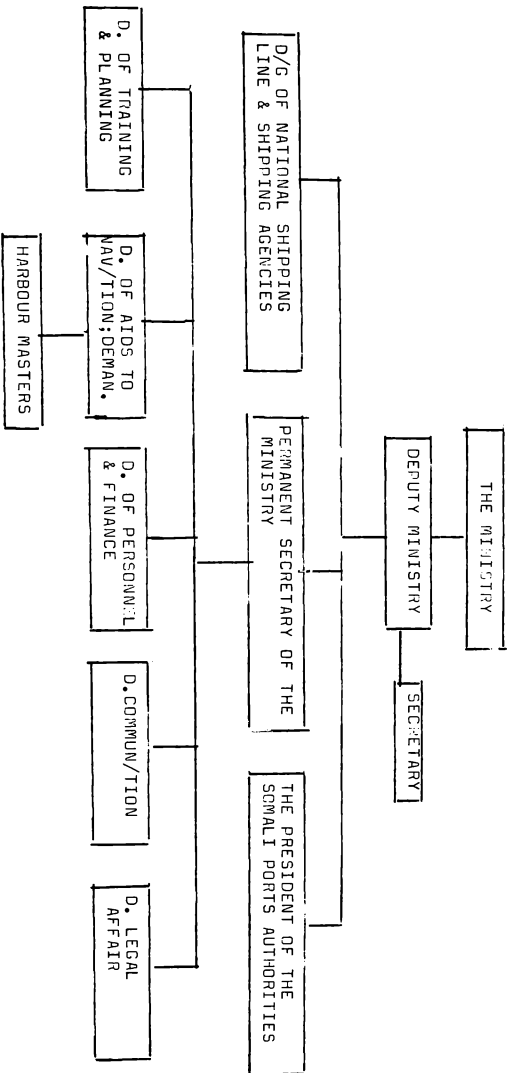 THE MINISTRY
DEPUTY MINISTRY
SECRETARY
D/G OF NATIONAL SHIPPING
LINE & SHIPPING AGENCIES
PERMANENT SECRETARY OF THE
MINISTRY
THE PRESIDENT OF THE
SOMALI PORTS AUTHORITIES
D. OF TRAINING
& PLANNING
D. OF AIDS TO
NAV/TION;DEMAN.
D. OF PERSONNEL
& FINANCE
D.COMMUN/TION
D. LEGAL
AFFAIR
HARBOUR MASTERS